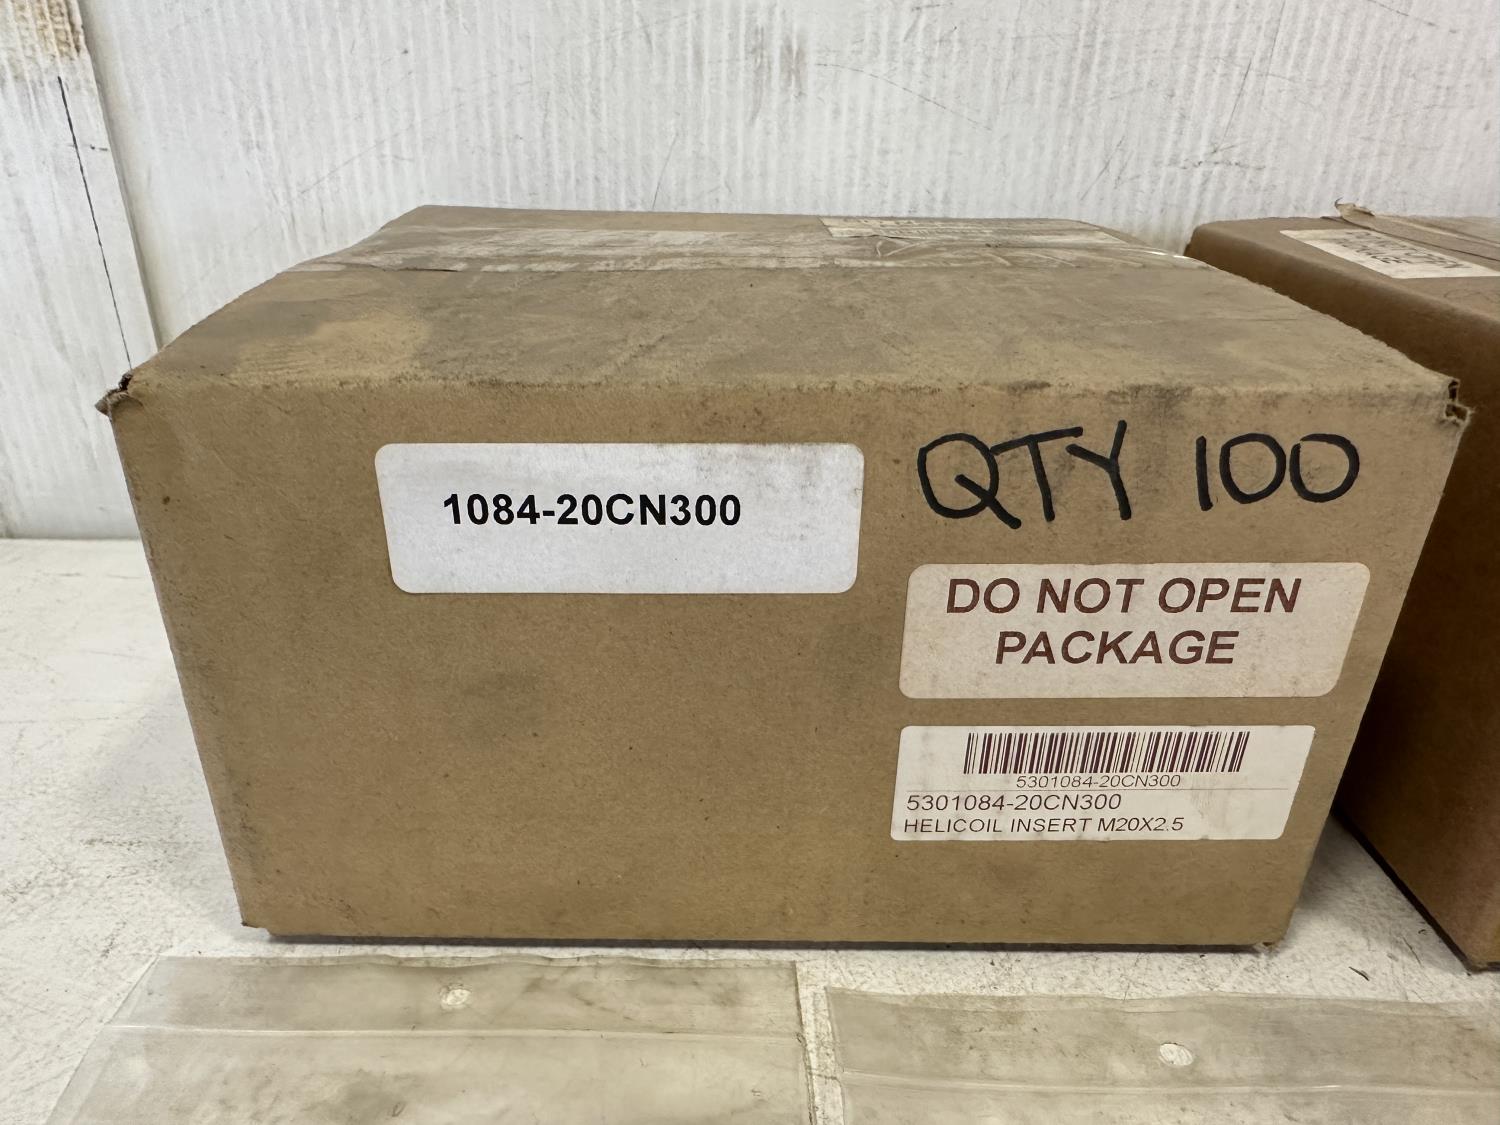 1084-20CN300
QTY 100
DO NOT OPEN
PACKAGE
5301084-20CN300
5301084-20CN300
HELICOIL INSERT M20X2.5